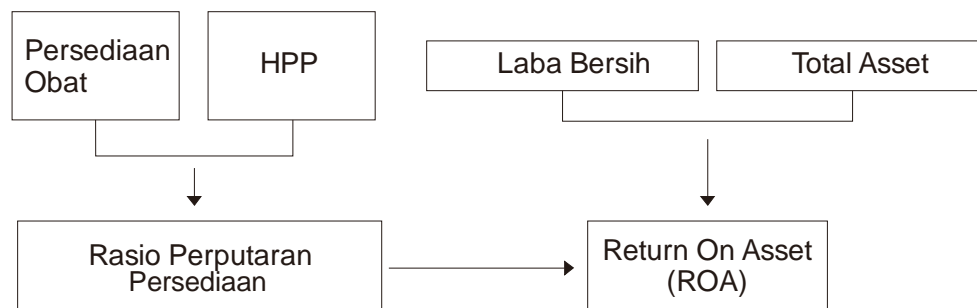 Persediaan
Obat
HPP
Laba Bersih
Total Asset
Rasio Perputaran
Persediaan
Return On Asset
(ROA)